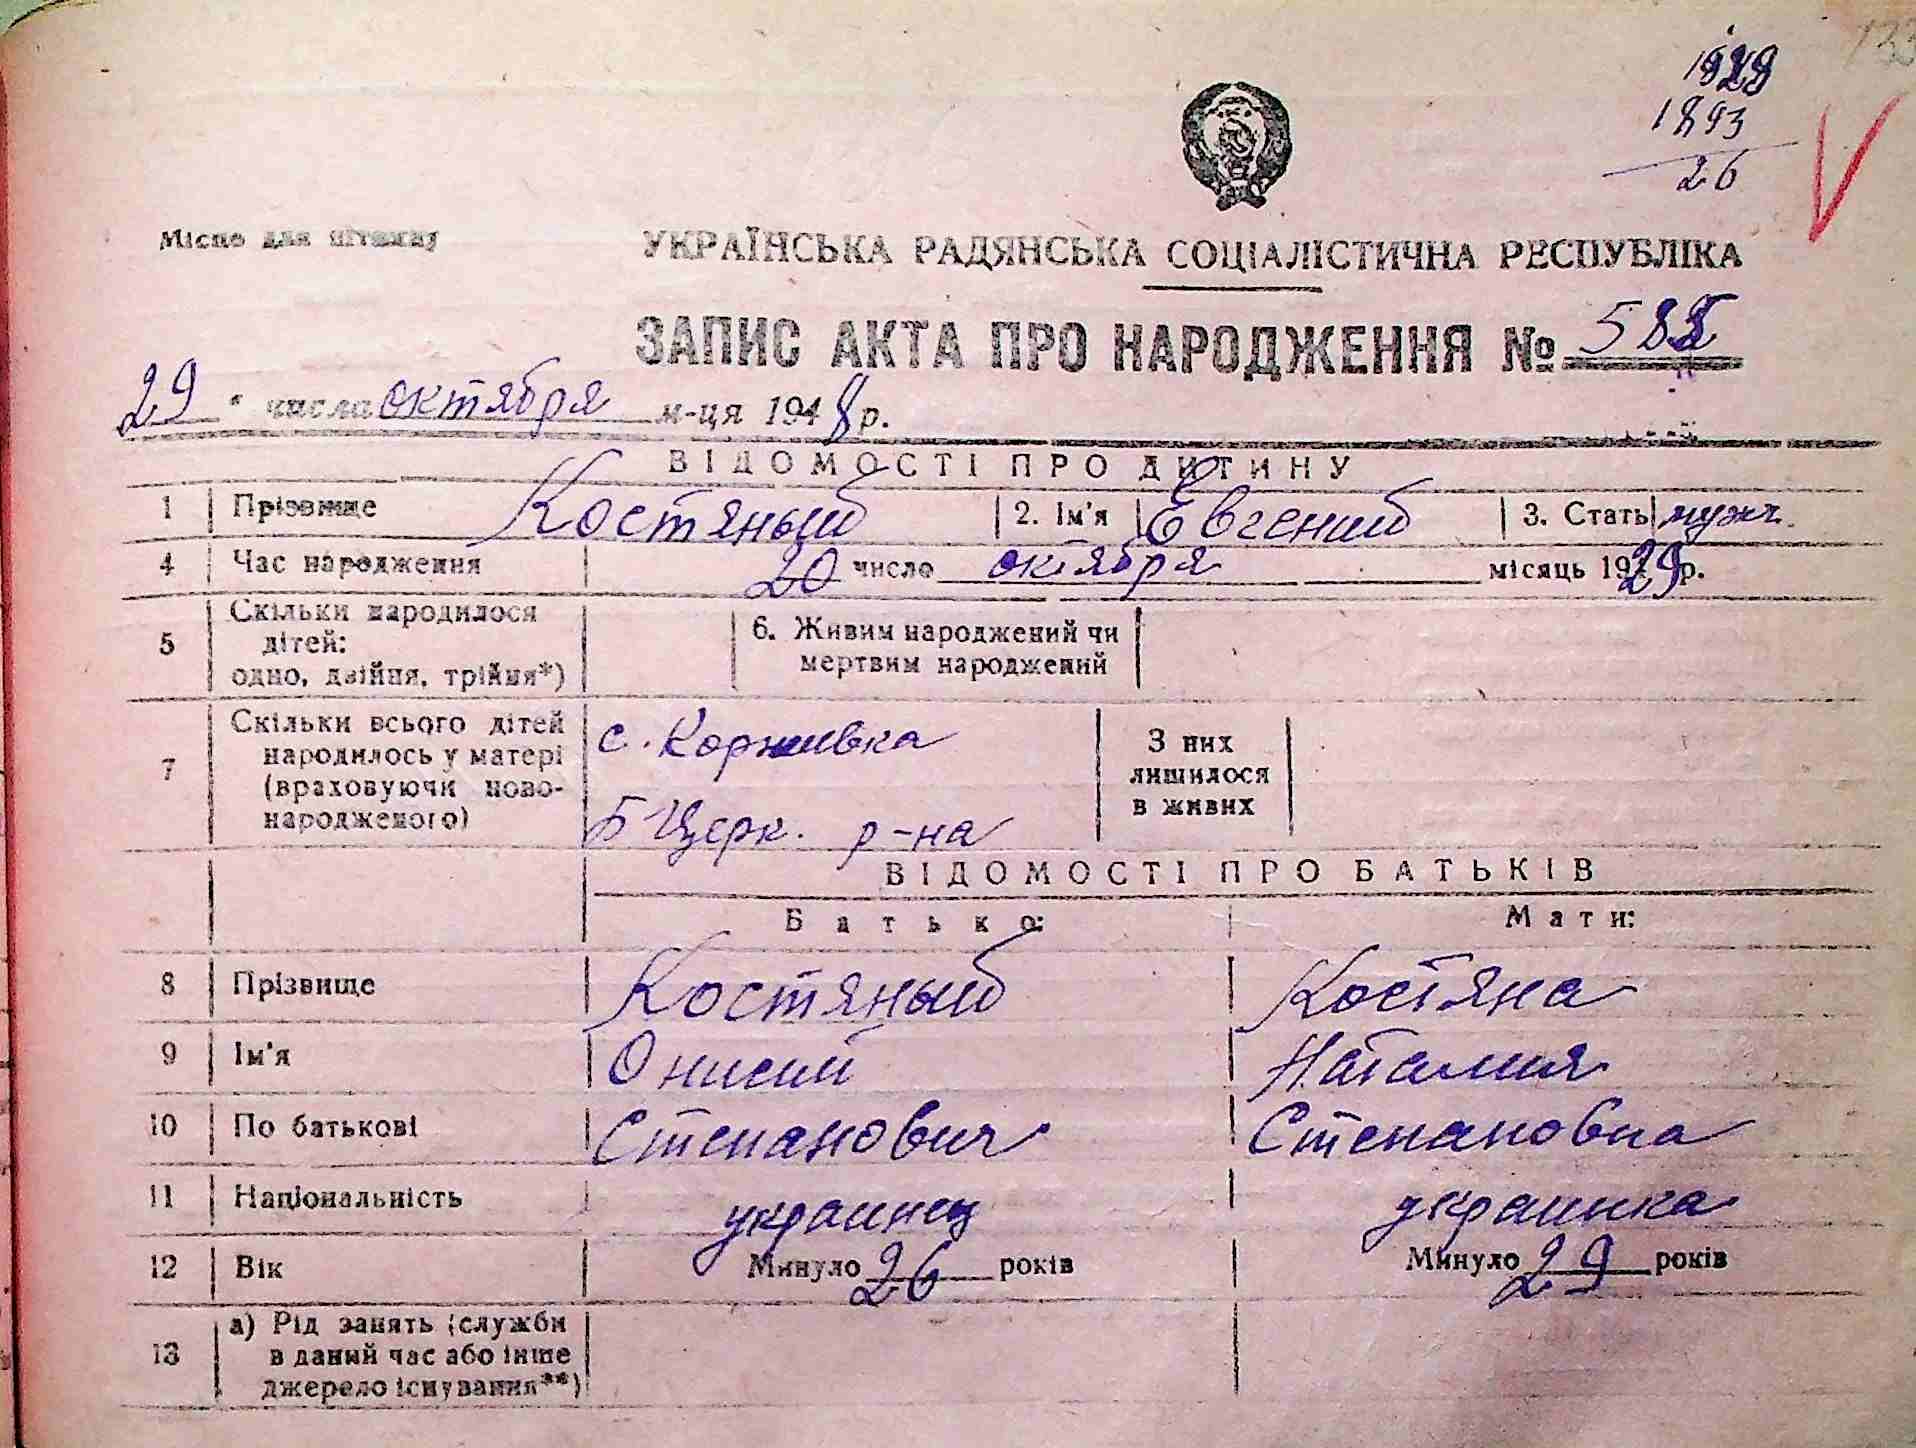 1929
1893
26
Місце для штампу
УКРАЇНСЬКА РАДЯНСЬКА СОЦІАЛІСТИЧНА РЕСПУБЛІКА
ЗАПИС АКТА ПРО НАРОДЖЕННЯ №
29 " числа октября м-ця 1948 р.
ВІДОМОСТІ ПРО ДИТИНУ
1 Прізвище Костяный 2. Ім'я Евгений 3. Стать мужч.
4 Час народження 20 число октября місяць 1929 р.
5 Скільки народилося
дітей:
одно, двійня, трійня*)
6. Живим народжений чи
мертвим народжений
7 Скільки всього дітей
народилось у матері
(враховуючи ново-
народженого)
с. Коржевка
Б Церк. р-на
З них
лишилося
в живих
ВІДОМОСТІ ПРО БАТЬКІВ
Батько: Мати:
8 Прізвище Костяный Костяна
9 Ім'я Онисий Наталия
10 По батькові Степанович Степановна
11 Національність украинец украинка
12 Вік Минуло 26 років Минуло 29 років
13 а) Рід занять (служби
в даний час або інше
джерело існування**)